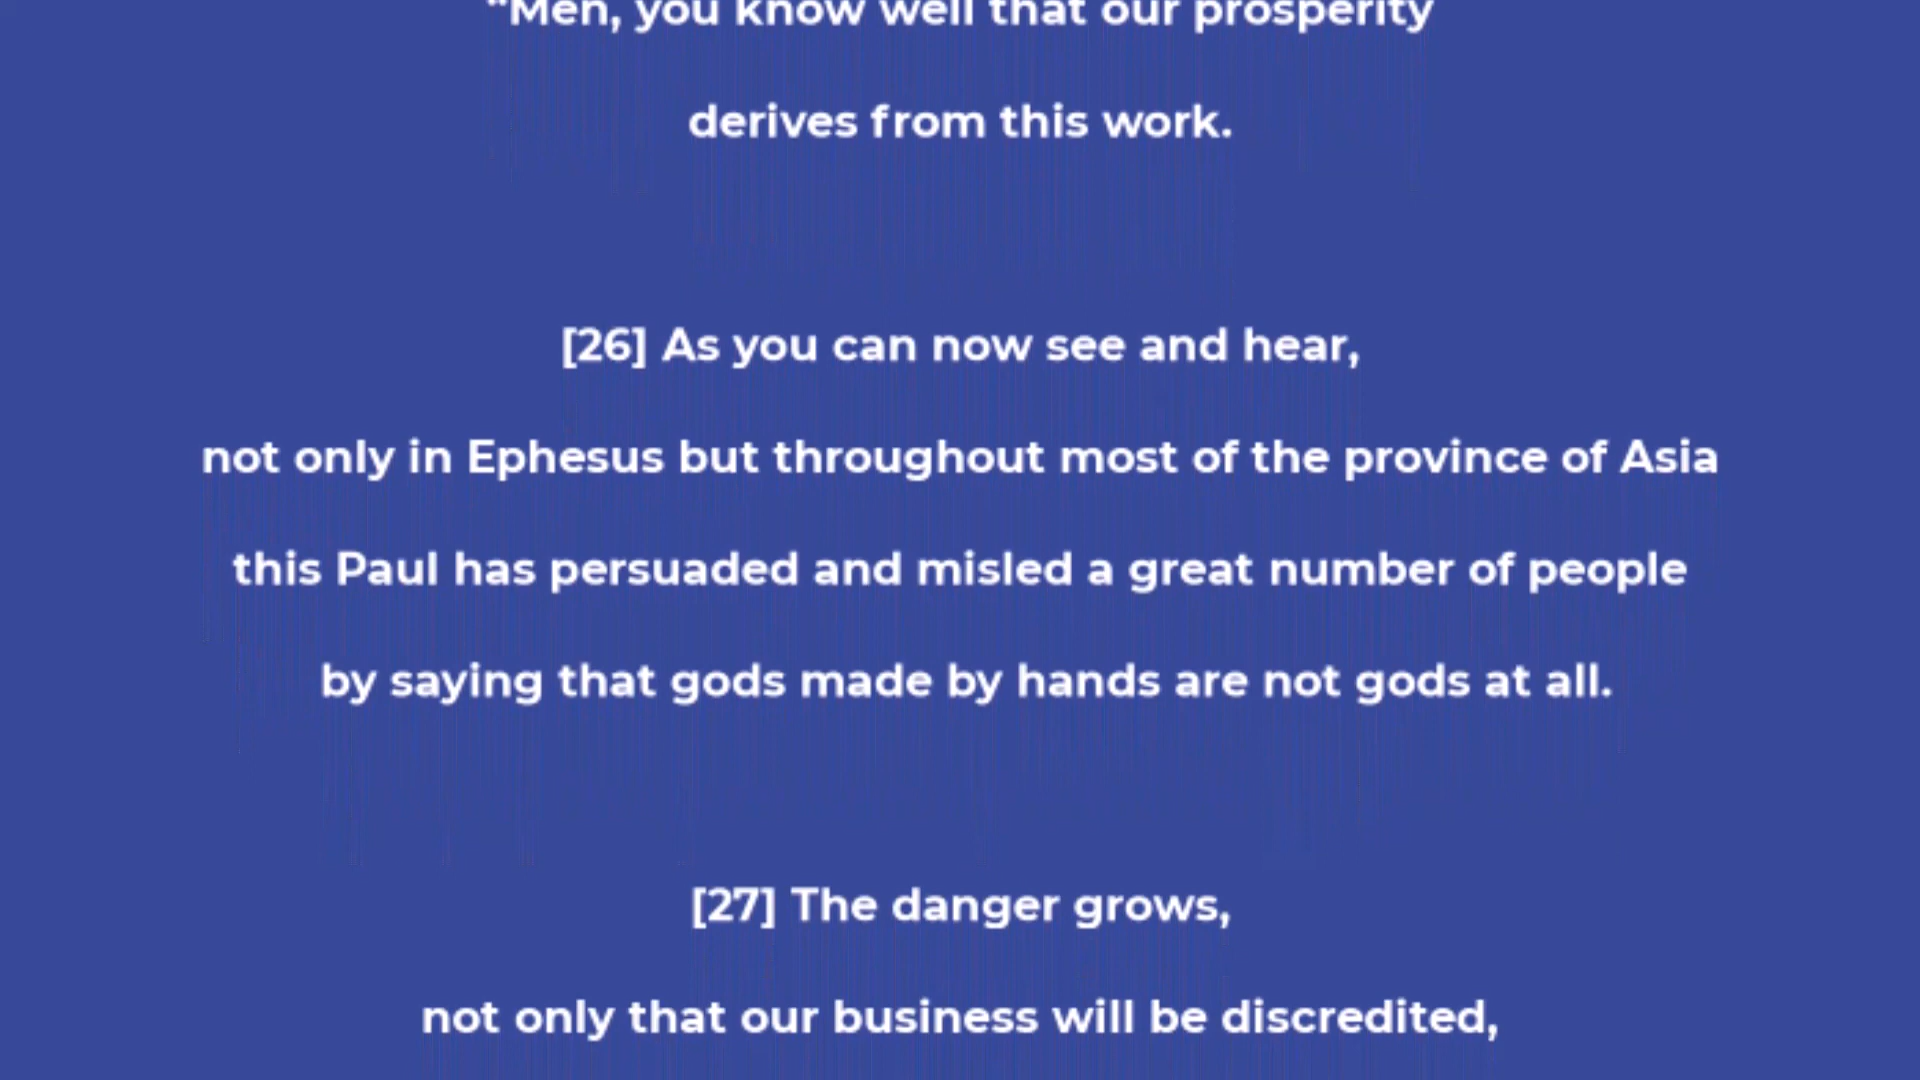 "Men, you know well that our prosperity
derives from this work.
[26] As you can now see and hear,
not only in Ephesus but throughout most of the province of Asia
this Paul has persuaded and misled a great number of people
by saying that gods made by hands are not gods at all.
[27] The danger grows,
not only that our business will be discredited,